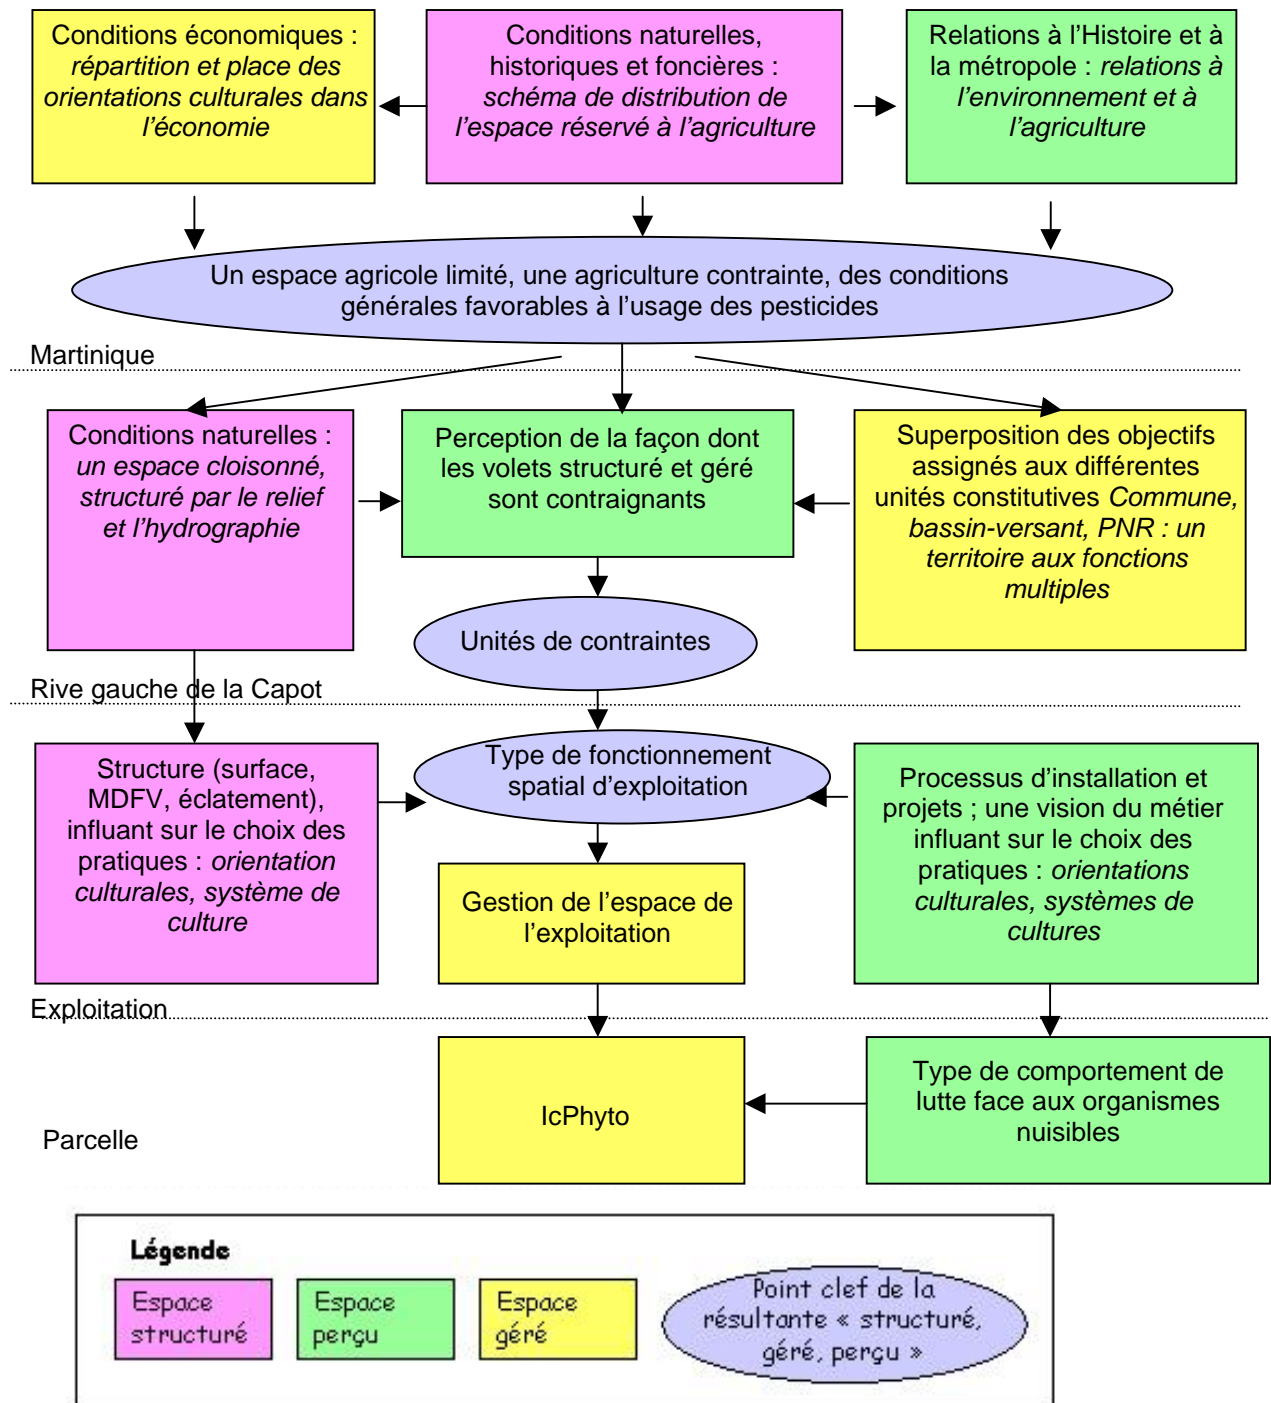 Conditions économiques :
répartition et place des
orientations culturales dans
l’économie
Conditions naturelles,
historiques et foncières :
schéma de distribution de
l’espace réservé à l’agriculture
Relations à l’Histoire et à
la métropole : relations à
l’environnement et à
l’agriculture
Un espace agricole limité, une agriculture contrainte, des conditions
générales favorables à l’usage des pesticides
Martinique
Conditions naturelles :
un espace cloisonné,
structuré par le relief
et l’hydrographie
Perception de la façon dont
les volets structuré et géré
sont contraignants
Superposition des objectifs
assignés aux différentes
unités constitutives Commune,
bassin-versant, PNR : un
territoire aux fonctions
multiples
Unités de contraintes
Rive gauche de la Capot
Structure (surface,
MDFV, éclatement),
influant sur le choix des
pratiques : orientation
culturales, système de
culture
Type de fonctionnement
spatial d’exploitation
Processus d’installation et
projets ; une vision du métier
influant sur le choix des
pratiques : orientations
culturales, systèmes de
cultures
Gestion de l’espace de
l’exploitation
Exploitation
IcPhyto
Type de comportement de
lutte face aux organismes
nuisibles
Parcelle
Légende
Espace
structuré
Espace
perçu
Espace
géré
Point clef de la
résultante « structuré,
géré, perçu »